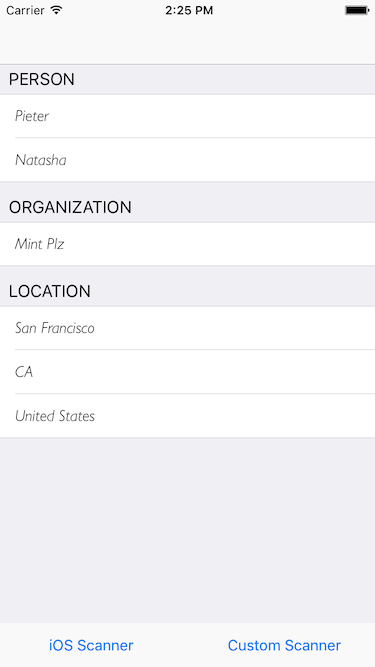 Carrier 2:25 PM
PERSON
Pieter
Natasha
ORGANIZATION
Mint Plz
LOCATION
San Francisco
CA
United States
iOS Scanner Custom Scanner